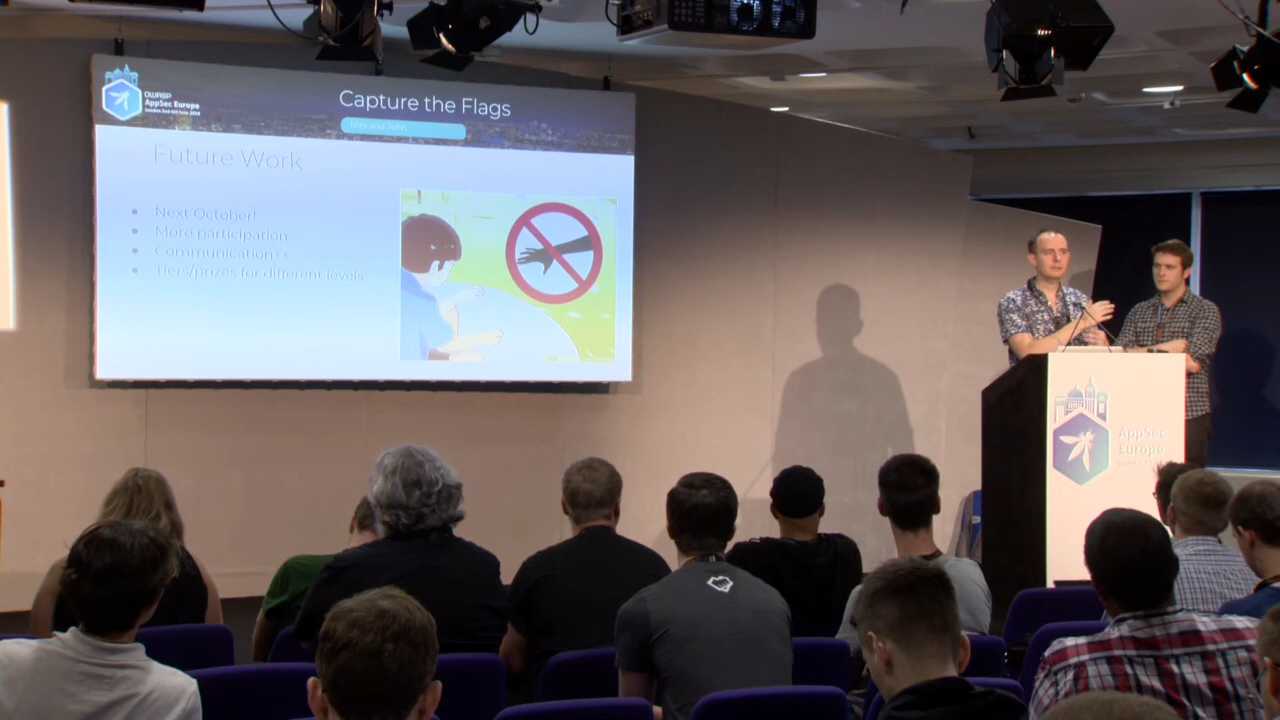 OWASP
AppSec Europe
Capture the Flags
Max and John
Future Work
Next October!
More participation
Communication++
Tiers/prizes for different levels
AppSec
Europe